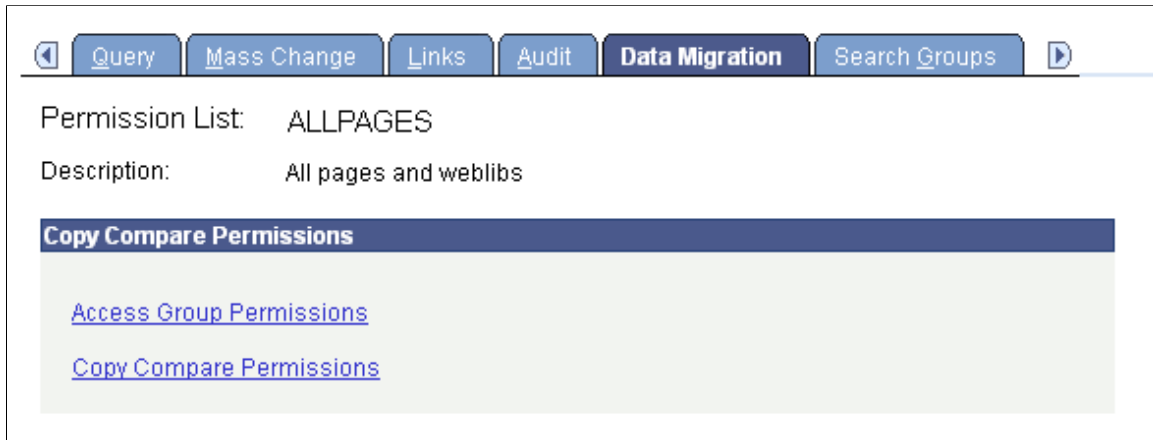 Query Mass Change Links Audit Data Migration Search Groups
Permission List: ALLPAGES
Description: All pages and weblibs
Copy Compare Permissions
Access Group Permissions
Copy Compare Permissions